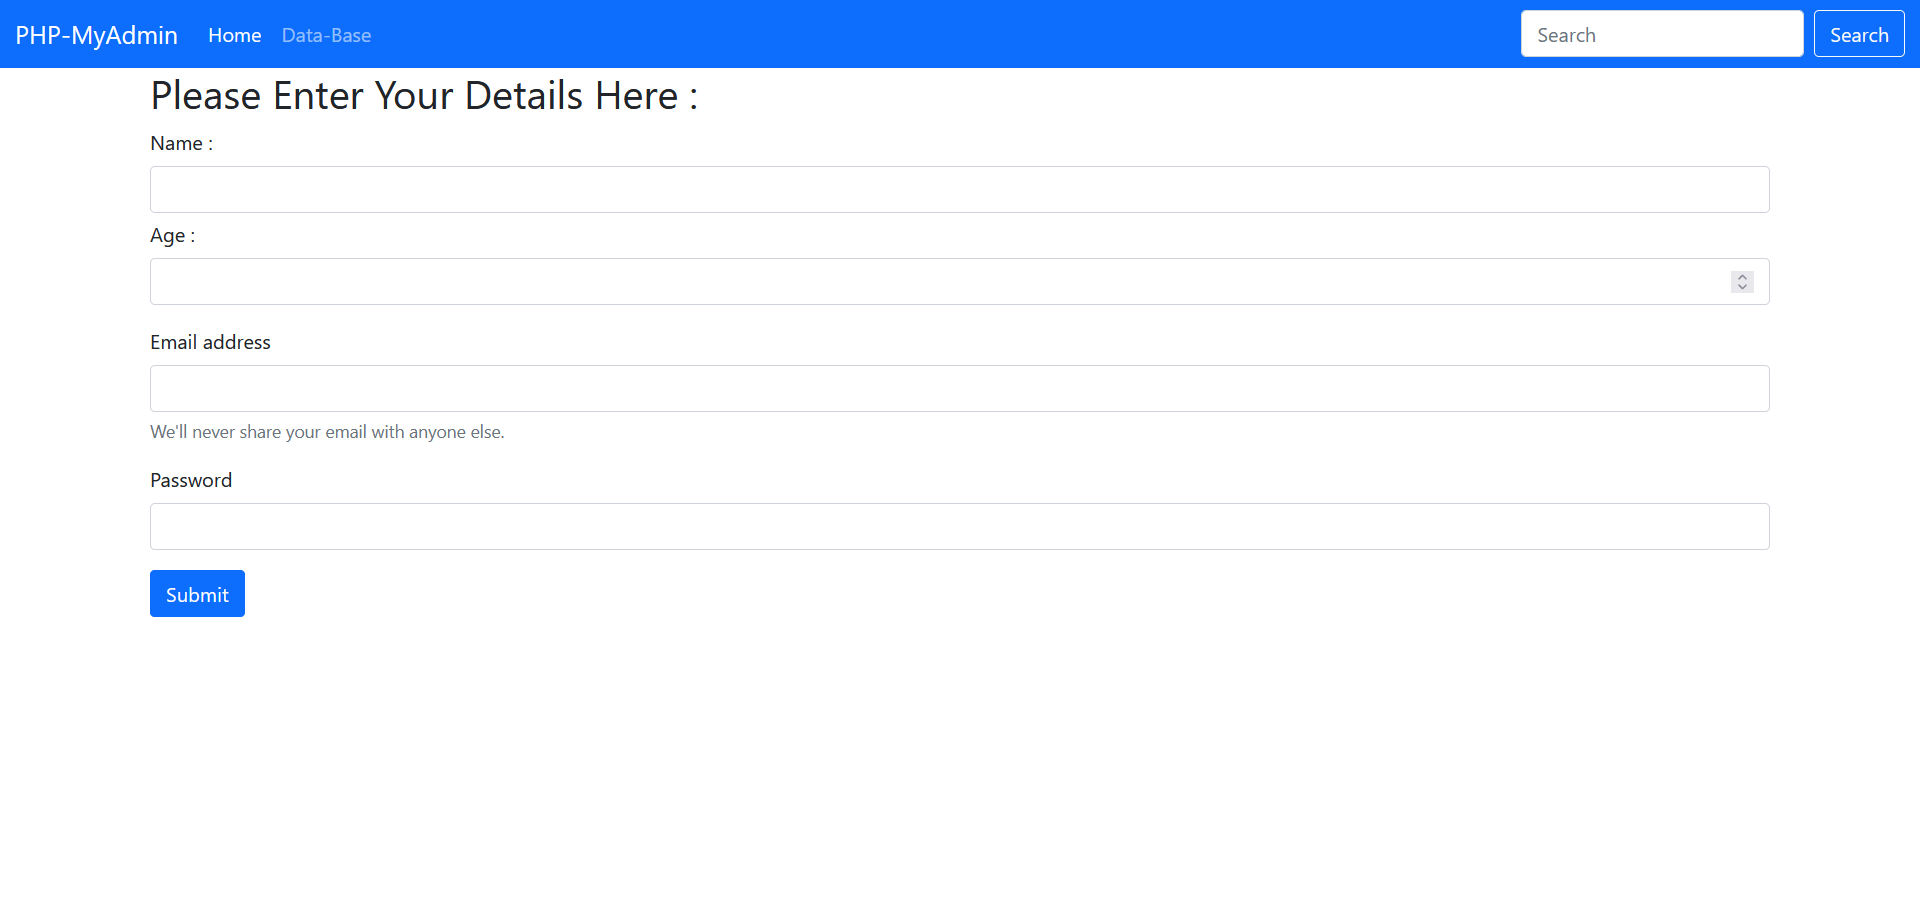 PHP-MyAdmin Home Data-Base Search Search
Please Enter Your Details Here :
Name :
Age :
Email address
We'll never share your email with anyone else.
Password
Submit